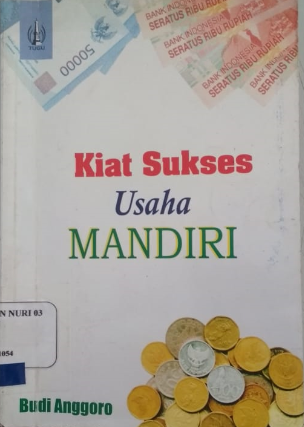 YUDHI
BANK INDONESIA
SERATUS RIBU RUPIAH
BANK INDONESIA
SERATUS RIBU RUPIAH
BANK INDONESIA
SERATUS RIBU RUPIAH
50000
Kiat Sukses
Usaha
MANDIRI
N NURI 03
1054
Budi Anggoro